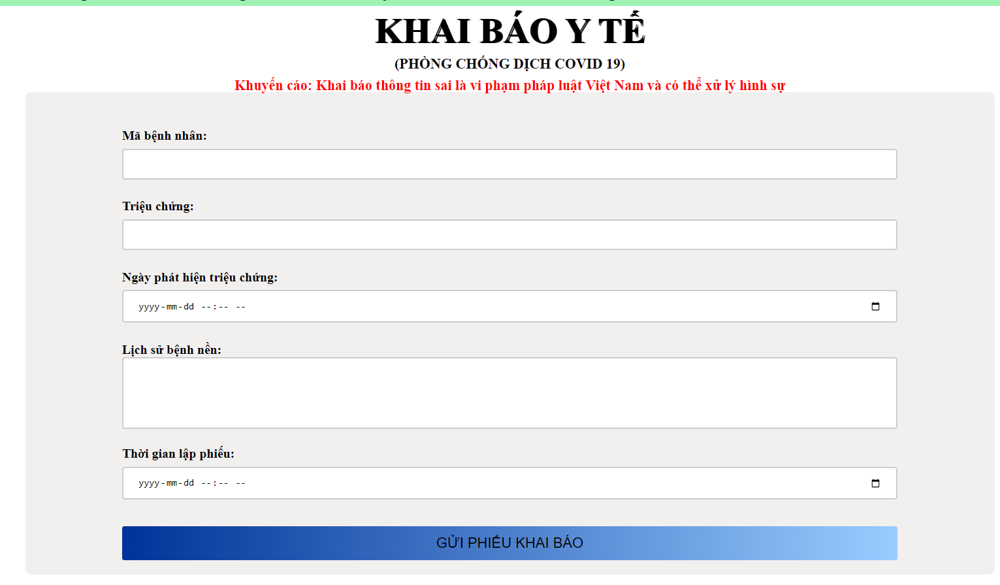 KHAI BÁO Y TẾ
(PHÒNG CHỐNG DỊCH COVID 19)
Khuyến cáo: Khai báo thông tin sai là vi phạm pháp luật Việt Nam và có thể xử lý hình sự
Mã bệnh nhân:
Triệu chứng:
Ngày phát hiện triệu chứng:
yyyy-mm-dd --:-- --
Lịch sử bệnh nền:
Thời gian lập phiếu:
yyyy-mm-dd --:-- --
GỬI PHIẾU KHAI BÁO